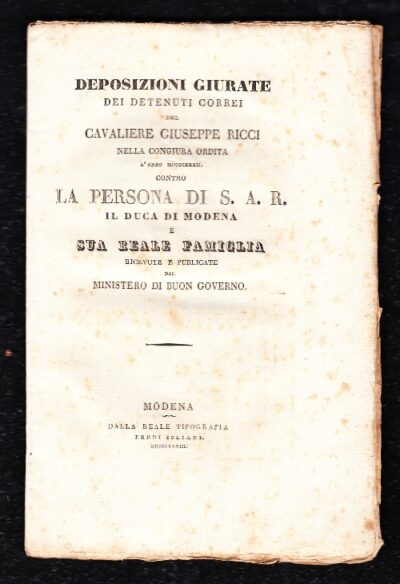 DEPOSIZIONI GIURATE
DEI DETENUTI CORREI
DEL
CAVALIERE GIUSEPPE RICCI
NELLA CONGIURA ORDITA
L'ANNO MDCCCXXXII.
CONTRO
LA PERSONA DI S. A. R.
IL DUCA DI MODENA
E
SUA REALE FAMIGLIA
RICEVUTE E PUBLICATE
DAL
MINISTERO DI BUON GOVERNO.
MODENA
DALLA REALE TIPOGRAFIA
EREDI SOLIANI.